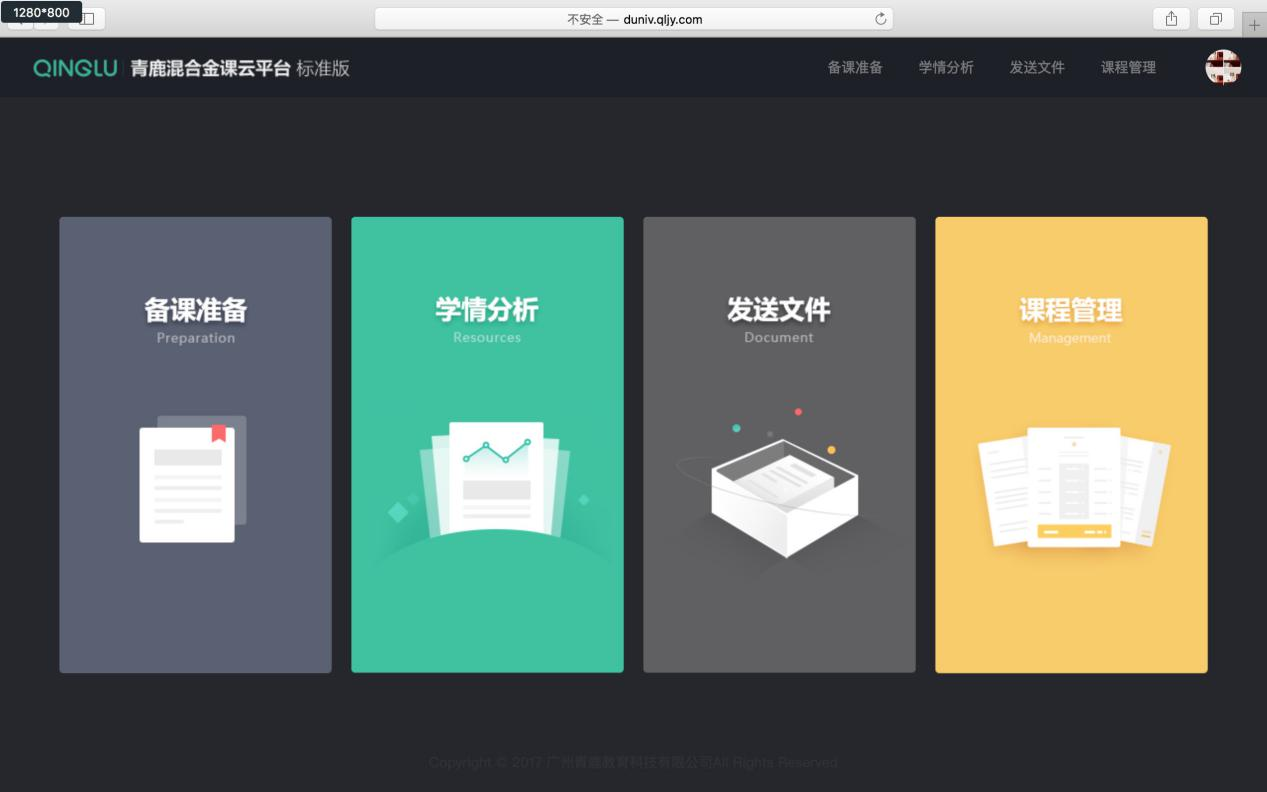 1280*800
不安全 — duniv.qljy.com
QINGLU 青鹿混合金课云平台 标准版
备课准备 学情分析 发送文件 课程管理
备课准备
Preparation
学情分析
Resources
发送文件
Document
课程管理
Management
Copyright © 2017 广州青鹿教育科技有限公司All Rights Reserved